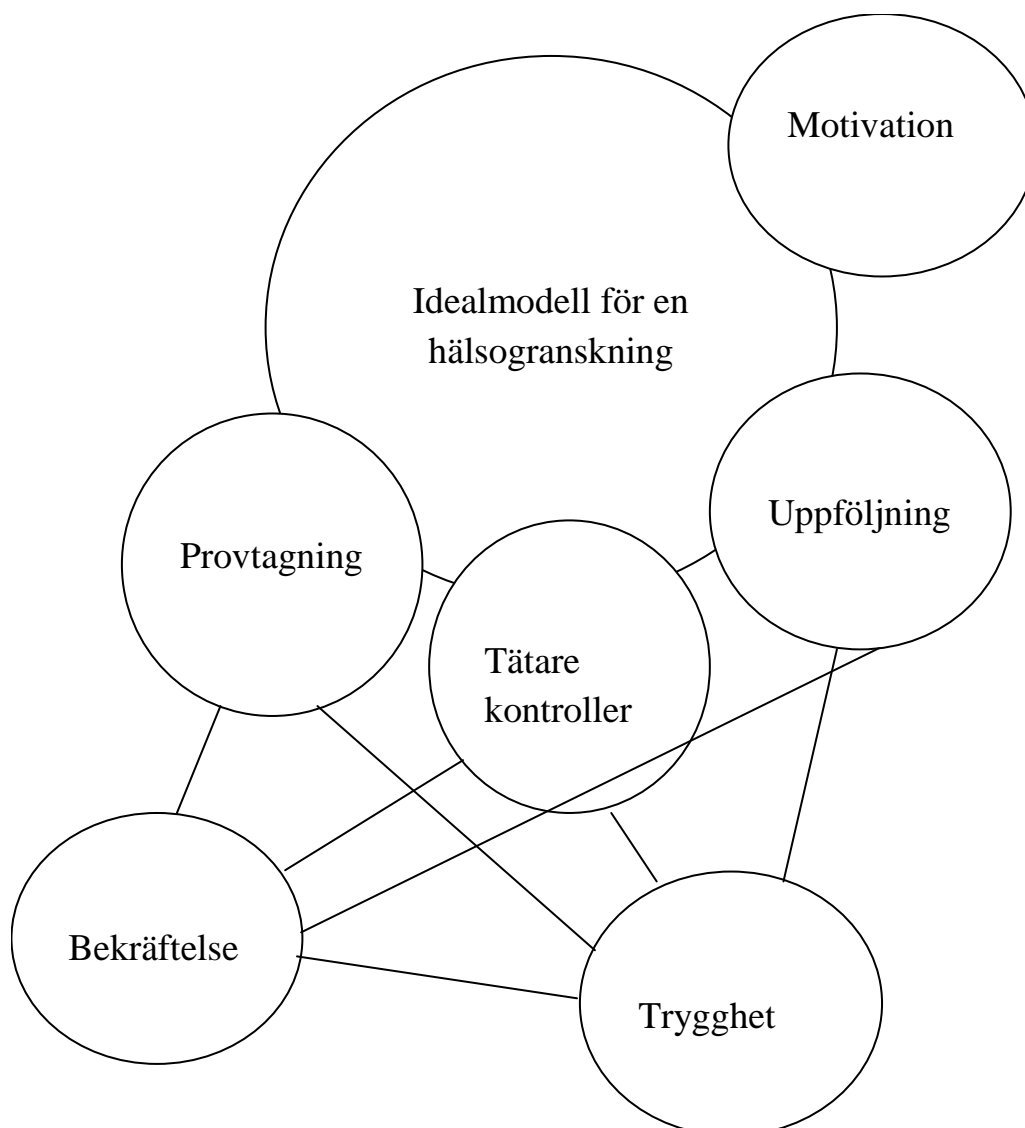 Motivation
Idealmodell för en
hälsogranskning
Uppföljning
Provtagning
Tätare
kontroller
Bekräftelse
Trygghet